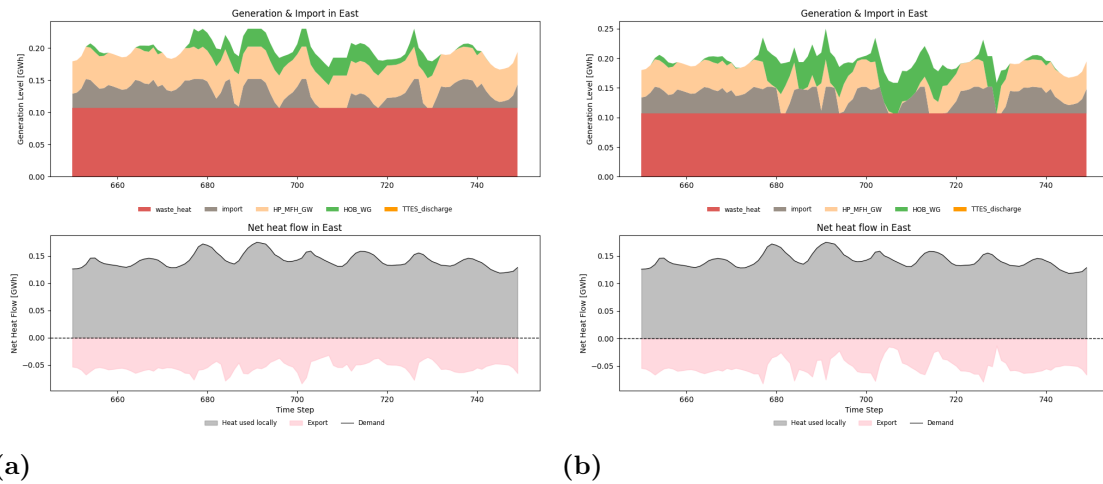 Generation & Import in East
Generation Level [GWh]
0.20
0.15
0.10
0.05
0.00
660 680 700 720 740
waste_heat import HP_MFH_GW HOB_WG TTES_discharge
Net heat flow in East
Net Heat Flow [GWh]
0.15
0.10
0.05
0.00
−0.05
660 680 700 720 740
Time Step
Heat used locally Export Demand
(a)
Generation & Import in East
Generation Level [GWh]
0.25
0.20
0.15
0.10
0.05
0.00
660 680 700 720 740
waste_heat import HP_MFH_GW HOB_WG TTES_discharge
Net heat flow in East
Net Heat Flow [GWh]
0.15
0.10
0.05
0.00
−0.05
660 680 700 720 740
Time Step
Heat used locally Export Demand
(b)